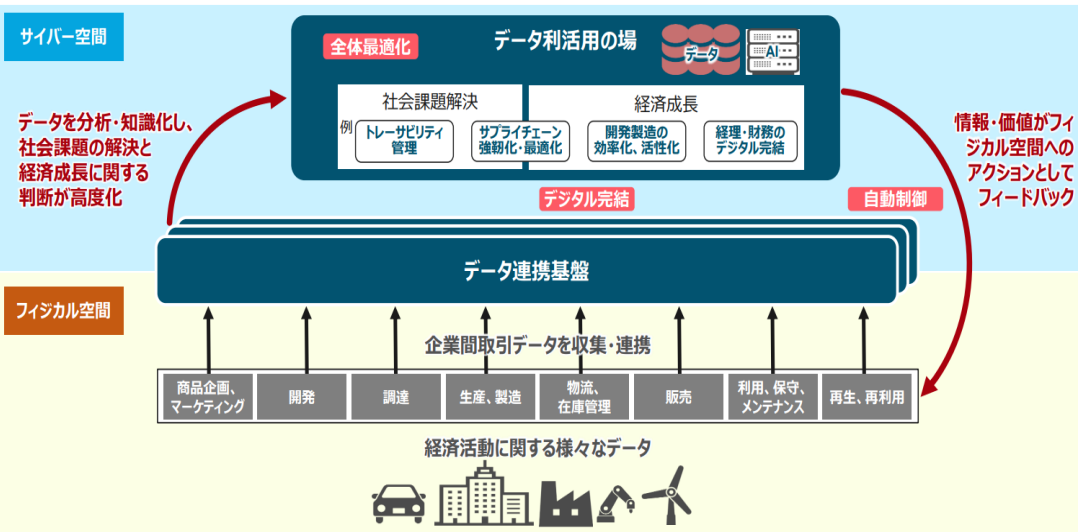 サイバー空間
全体最適化
データ利活用の場
データ
AI
社会課題解決
経済成長
例
トレーサビリティ
管理
サプライチェーン
強靭化・最適化
開発製造の
効率化、活性化
経理・財務の
デジタル完結
データを分析・知識化し、
社会課題の解決と
経済成長に関する
判断が高度化
情報・価値がフィ
ジカル空間への
アクションとして
フィードバック
デジタル完結
自動制御
データ連携基盤
フィジカル空間
企業間取引データを収集・連携
商品企画、
マーケティング
開発
調達
生産、製造
物流、
在庫管理
販売
利用、保守、
メンテナンス
再生、再利用
経済活動に関する様々なデータ